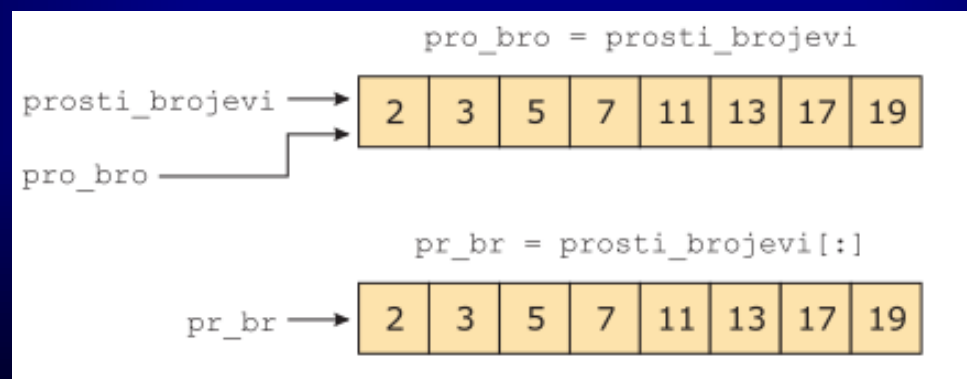 pro_bro = prosti_brojevi
prosti_brojevi
2 3 5 7 11 13 17 19
pro_bro
pr_br = prosti_brojevi[:]
pr_br
2 3 5 7 11 13 17 19